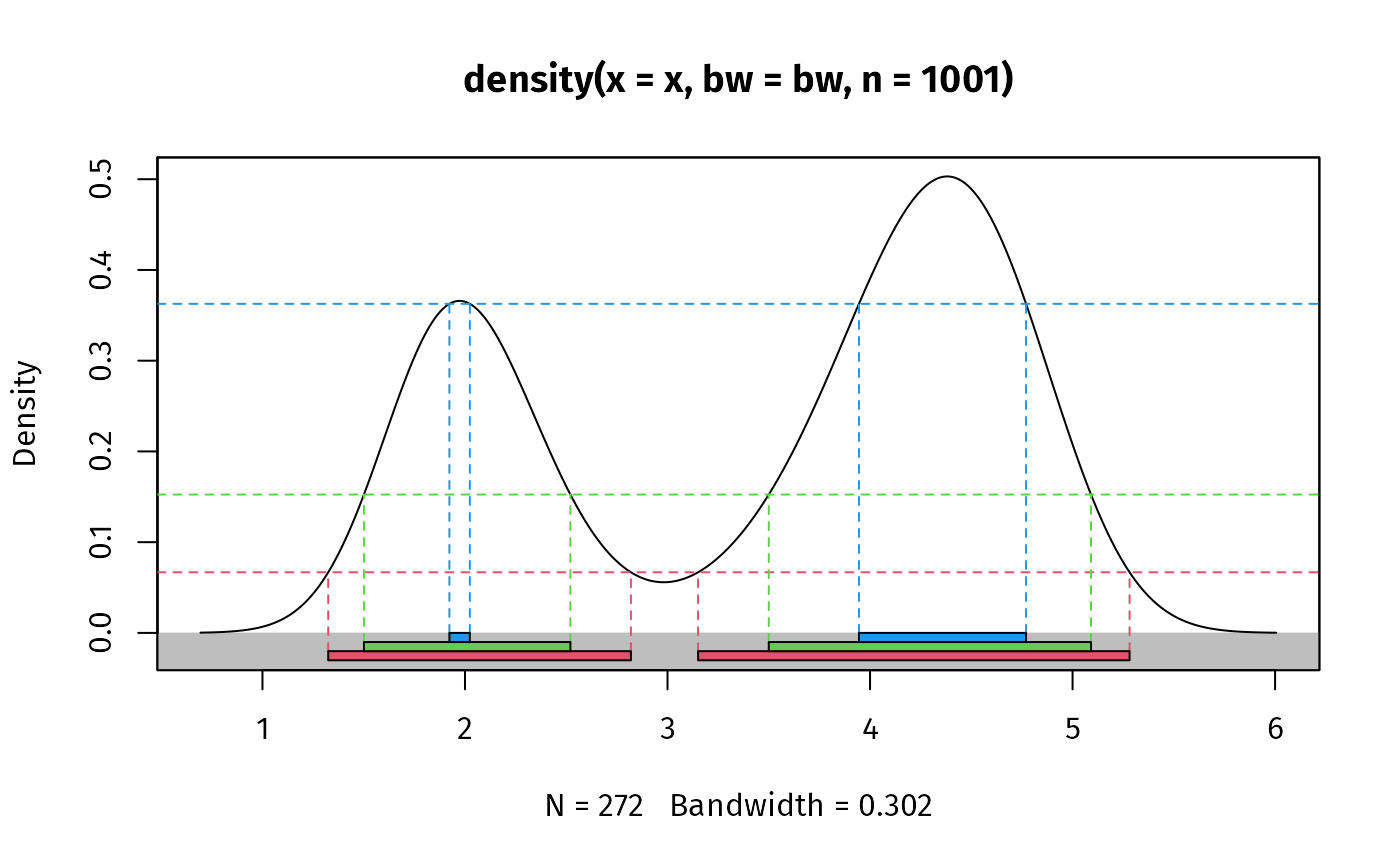 density(x = x, bw = bw, n = 1001)
Density
0.5
0.4
0.3
0.2
0.1
0.0
1 2 3 4 5 6
N = 272 Bandwidth = 0.302